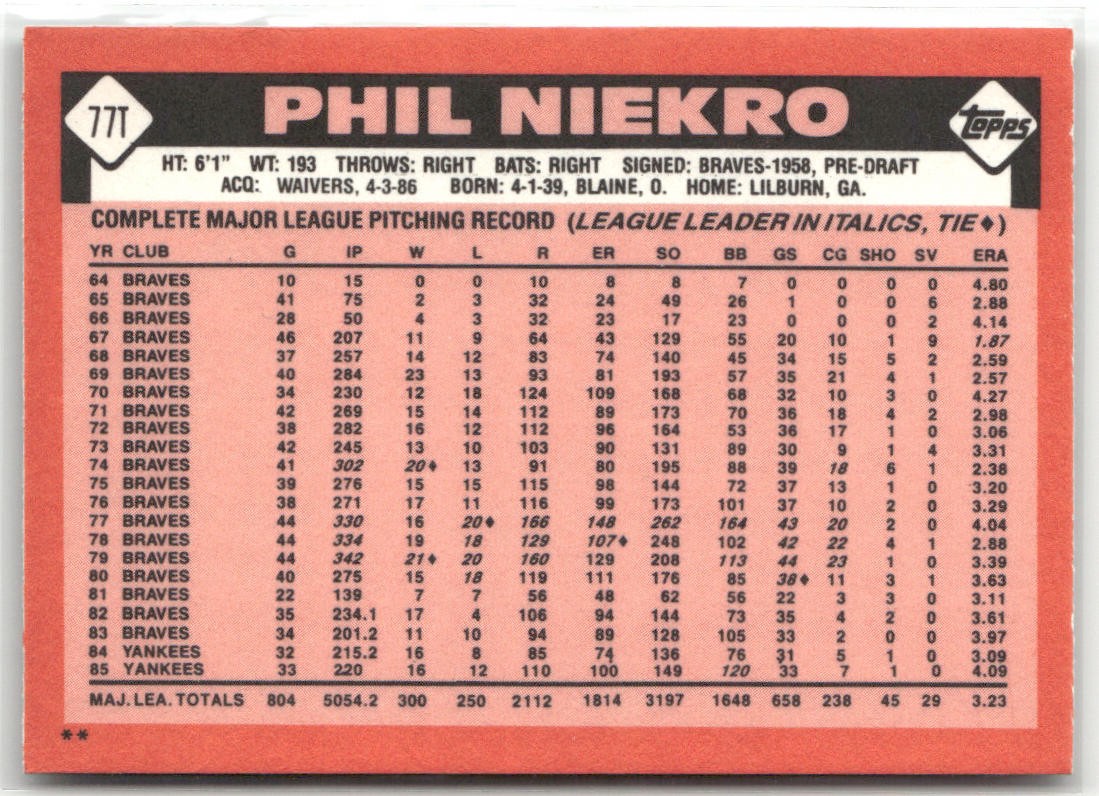 77T PHIL NIEKRO Topps
HT: 6'1" WT: 193 THROWS: RIGHT BATS: RIGHT SIGNED: BRAVES-1958, PRE-DRAFT
ACQ: WAIVERS, 4-3-86 BORN: 4-1-39, BLAINE, O. HOME: LILBURN, GA.
COMPLETE MAJOR LEAGUE PITCHING RECORD (LEAGUE LEADER IN ITALICS, TIE♦)
YR CLUB G IP W L R ER SO BB GS CG SHO SV ERA
64 BRAVES 10 15 0 0 10 8 8 7 0 0 0 0 4.80
65 BRAVES 41 75 2 3 32 24 49 26 1 0 0 6 2.88
66 BRAVES 28 50 4 3 32 23 17 23 0 0 0 2 4.14
67 BRAVES 46 207 11 9 64 43 129 55 20 10 1 9 1.87
68 BRAVES 37 257 14 12 83 74 140 45 34 15 5 2 2.59
69 BRAVES 40 284 23 13 93 81 193 57 35 21 4 1 2.57
70 BRAVES 34 230 12 18 124 109 168 68 32 10 3 0 4.27
71 BRAVES 42 269 15 14 112 89 173 70 36 18 4 2 2.98
72 BRAVES 38 282 16 12 112 96 164 53 36 17 1 0 3.06
73 BRAVES 42 245 13 10 103 90 131 89 30 9 1 4 3.31
74 BRAVES 41 302 20♦ 13 91 80 195 88 39 18 6 1 2.38
75 BRAVES 39 276 15 15 115 98 144 72 37 13 1 0 3.20
76 BRAVES 38 271 17 11 116 99 173 101 37 10 2 0 3.29
77 BRAVES 44 330 16 20♦ 166 148 262 164 43 20 2 0 4.04
78 BRAVES 44 334 19 18 129 107♦ 248 102 42 22 4 1 2.88
79 BRAVES 44 342 21♦ 20 160 129 208 113 44 23 1 0 3.39
80 BRAVES 40 275 15 18 119 111 176 85 38♦ 11 3 1 3.63
81 BRAVES 22 139 7 7 56 48 62 56 22 3 3 0 3.11
82 BRAVES 35 234.1 17 4 106 94 144 73 35 4 2 0 3.61
83 BRAVES 34 201.2 11 10 94 89 128 105 33 2 0 0 3.97
84 YANKEES 32 215.2 16 8 85 74 136 76 31 5 1 0 3.09
85 YANKEES 33 220 16 12 110 100 149 120 33 7 1 0 4.09
MAJ. LEA. TOTALS 804 5054.2 300 250 2112 1814 3197 1648 658 238 45 29 3.23
**